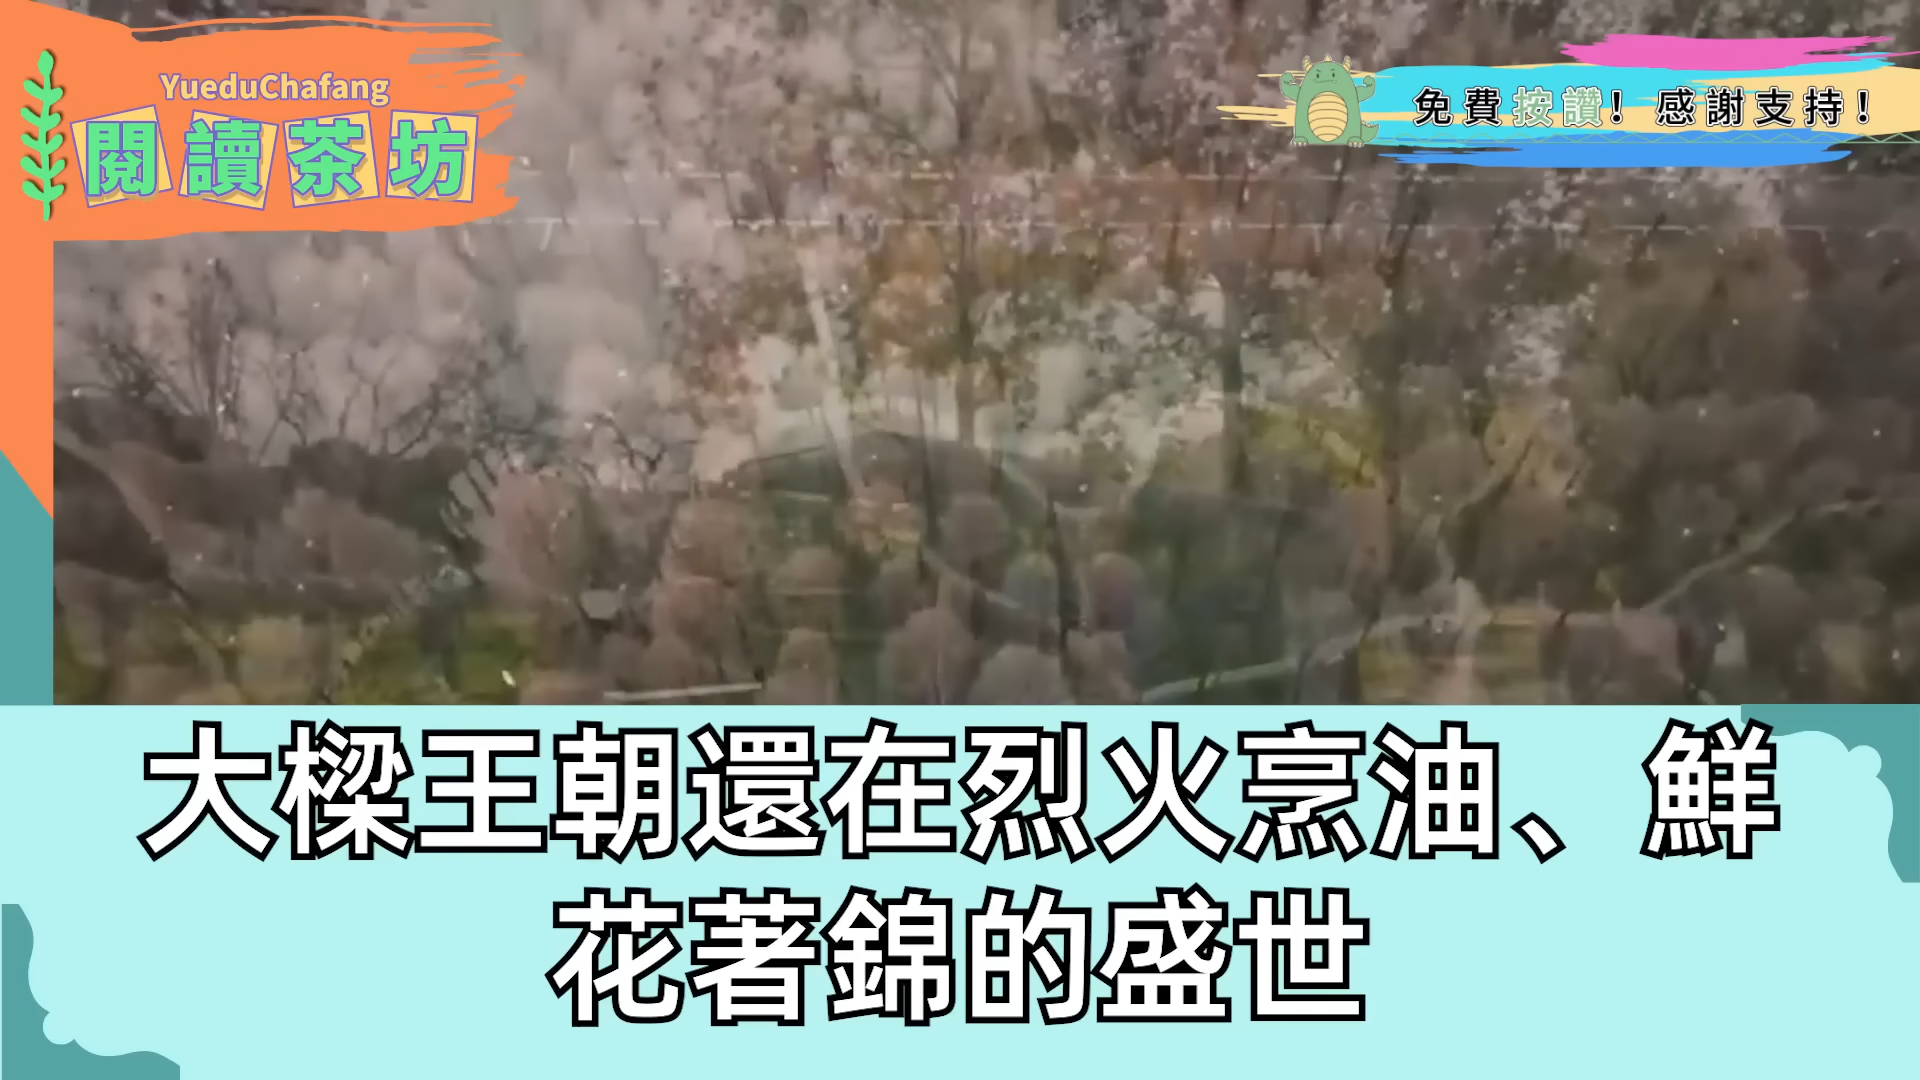 YueduChafang
閱讀茶坊
免費按讚！感謝支持！
大樑王朝還在烈火烹油、鮮
花著錦的盛世